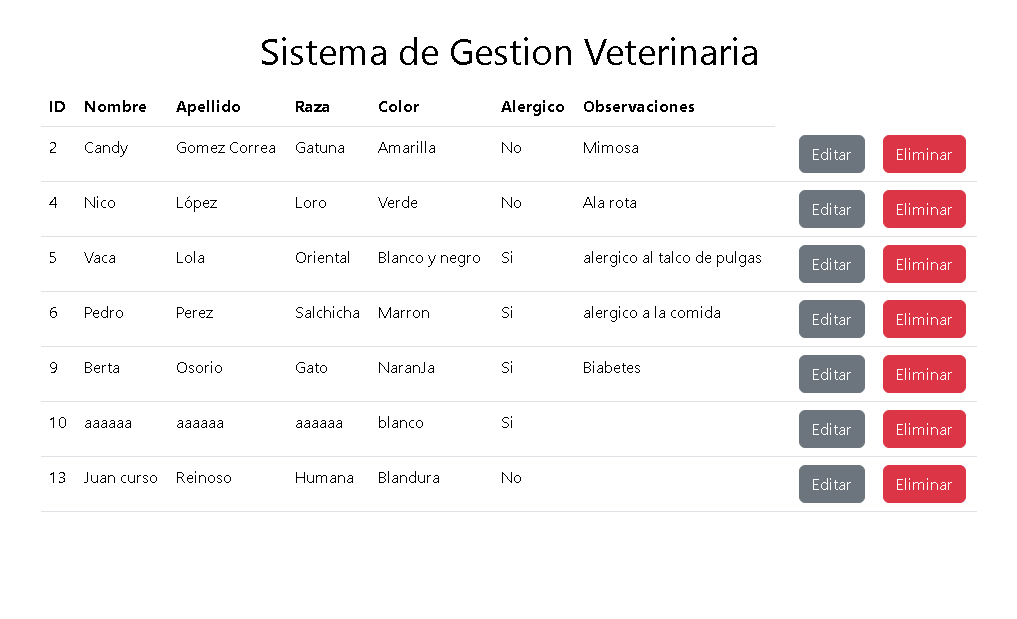 Sistema de Gestion Veterinaria
ID Nombre Apellido Raza Color Alergico Observaciones
2 Candy Gomez Correa Gatuna Amarilla No Mimosa Editar Eliminar
4 Nico López Loro Verde No Ala rota Editar Eliminar
5 Vaca Lola Oriental Blanco y negro Si alergico al talco de pulgas Editar Eliminar
6 Pedro Perez Salchicha Marron Si alergico a la comida Editar Eliminar
9 Berta Osorio Gato NaranJa Si Biabetes Editar Eliminar
10 aaaaaa aaaaaa aaaaaa blanco Si Editar Eliminar
13 Juan curso Reinoso Humana Blandura No Editar Eliminar